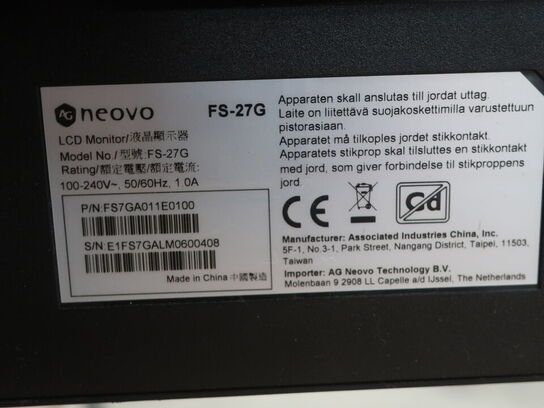 AG neovo FS-27G
LCD Monitor/液晶顯示器
Model No./型號:FS-27G
Rating/額定電壓/額定電流:
100-240V~, 50/60Hz, 1.0A
P/N:FS7GA011E0100
S/N:E1FS7GALM0600408
Made in China 中國製造
Apparaten skall anslutas till jordat uttag.
Laite on liitettävä suojakoskettimilla varustettuun
pistorasiaan.
Apparatet må tilkoples jordet stikkontakt.
Apparatets stikprop skal tilsluttes en stikkontakt
med jord, som giver forbindelse til stikproppens
jord.
CE
Cd
Manufacturer: Associated Industries China, Inc.
5F-1, No.3-1, Park Street, Nangang District, Taipei, 11503,
Taiwan
Importer: AG Neovo Technology B.V.
Molenbaan 9 2908 LL Capelle a/d IJssel, The Netherlands